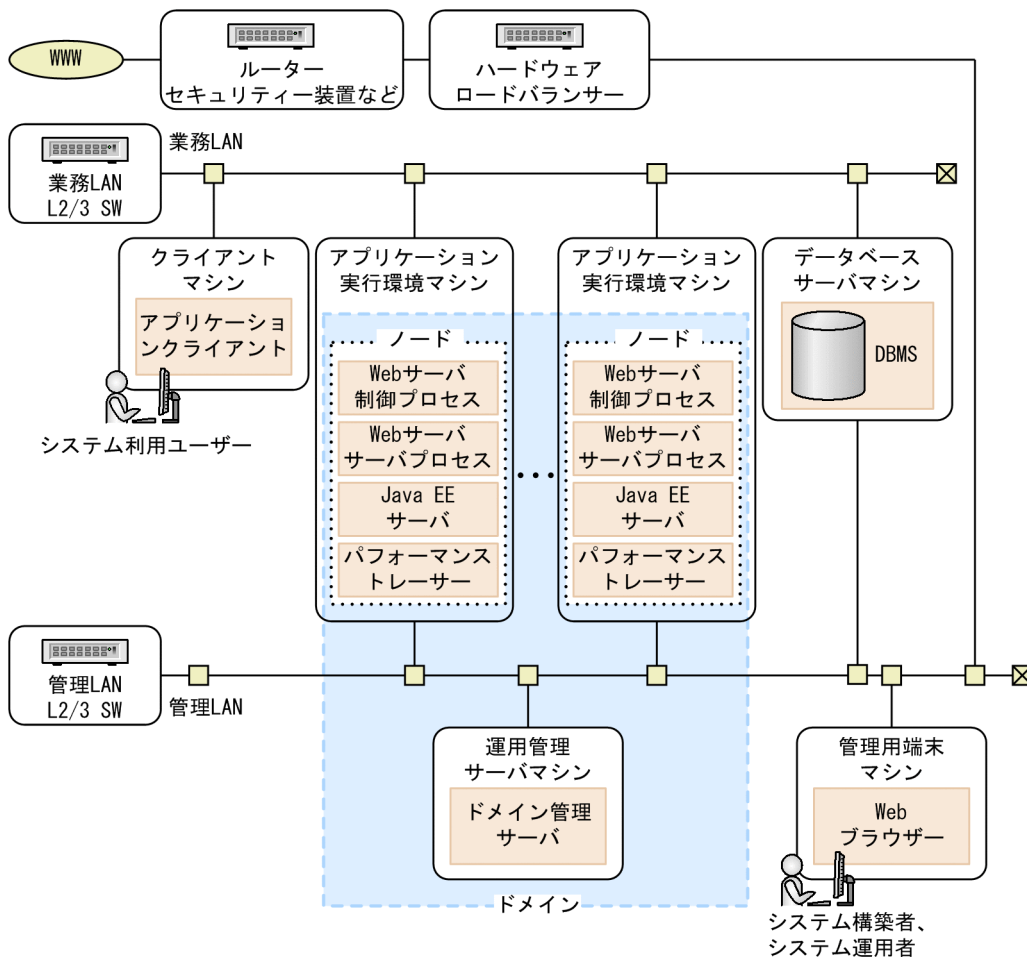 WWW
ルーター
セキュリティー装置など
ハードウェア
ロードバランサー
業務LAN
L2/3 SW
業務LAN
クライアント
マシン
アプリケーショ
ンクライアント
システム利用ユーザー
アプリケーション
実行環境マシン
ノード
Webサーバ
制御プロセス
Webサーバ
サーバプロセス
Java EE
サーバ
パフォーマンス
トレーサー
...
アプリケーション
実行環境マシン
ノード
Webサーバ
制御プロセス
Webサーバ
サーバプロセス
Java EE
サーバ
パフォーマンス
トレーサー
データベース
サーバマシン
DBMS
管理LAN
L2/3 SW
管理LAN
運用管理
サーバマシン
ドメイン管理
サーバ
ドメイン
管理用端末
マシン
Web
ブラウザー
システム構築者、
システム運用者